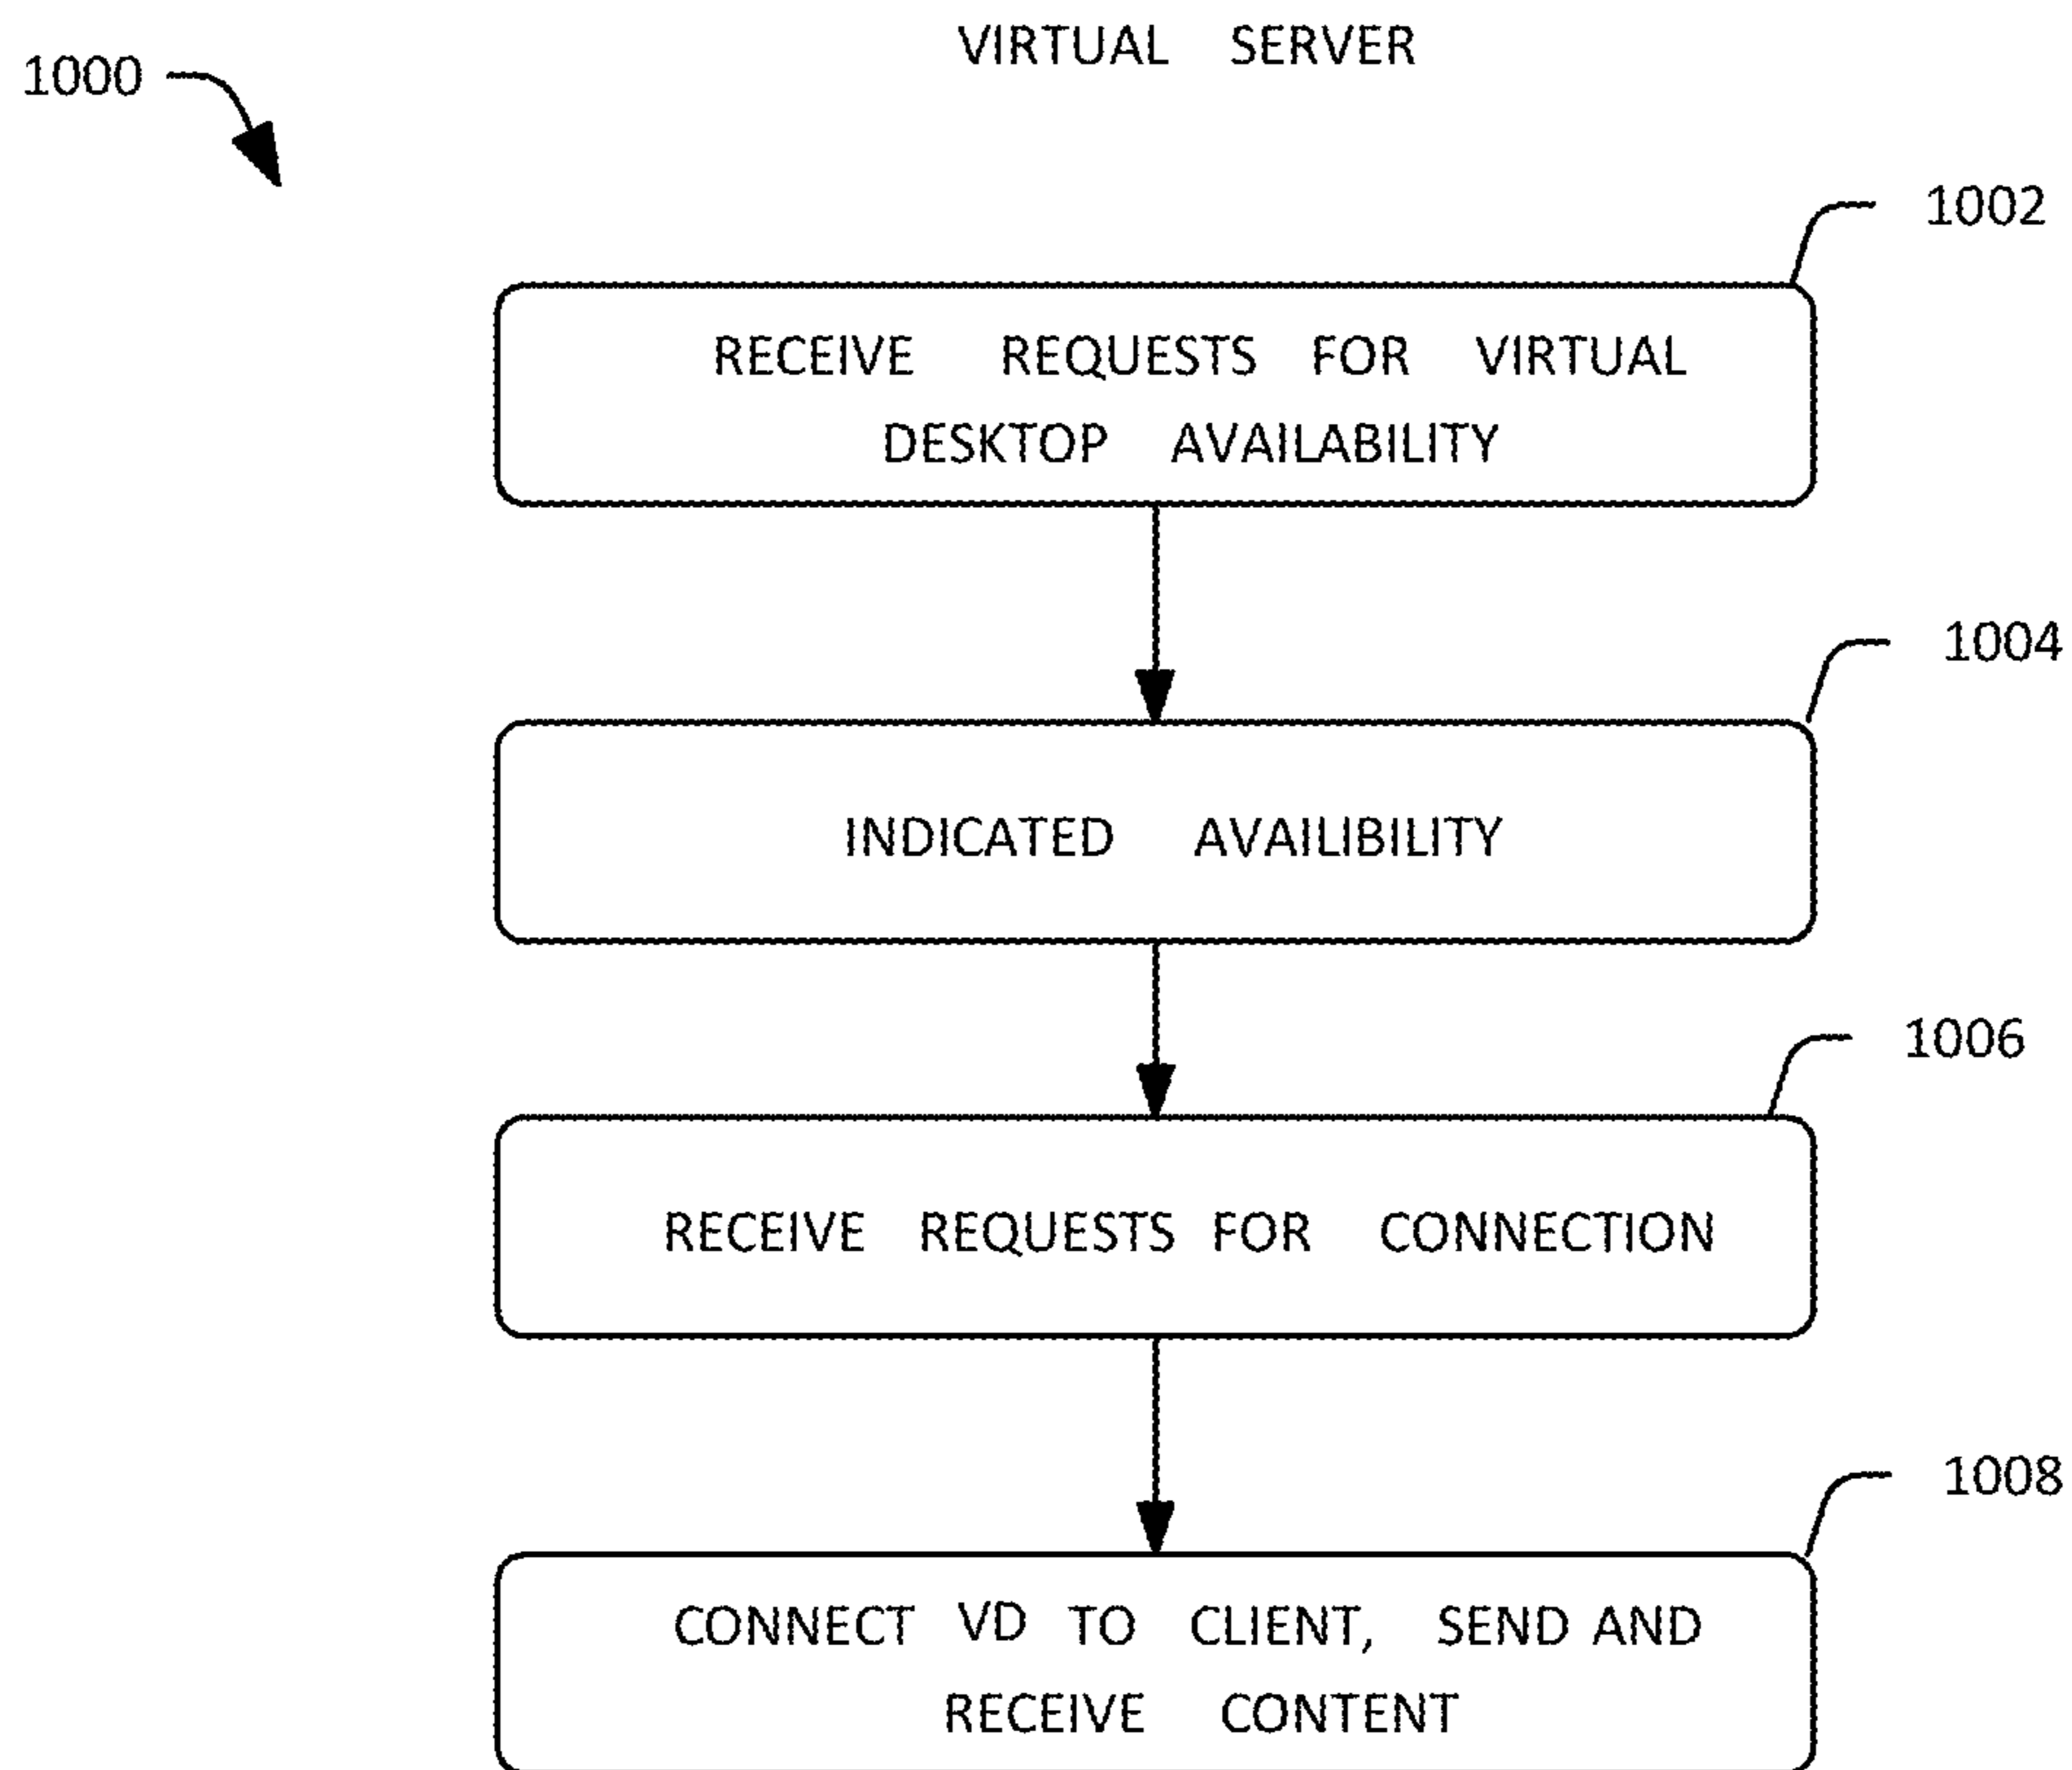 VIRTUAL SERVER
1000
1002
RECEIVE REQUESTS FOR VIRTUAL
DESKTOP AVAILABILITY
1004
INDICATED AVAILIBILITY
1006
RECEIVE REQUESTS FOR CONNECTION
1008
CONNECT VD TO CLIENT, SEND AND
RECEIVE CONTENT